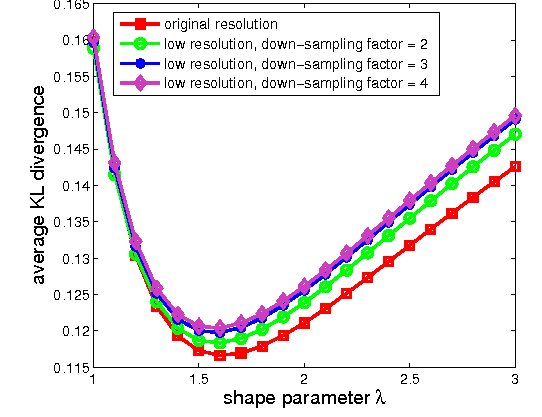 0.165
0.16
0.155
0.15
0.145
0.14
0.135
0.13
0.125
0.12
0.115
average KL divergence
original resolution
low resolution, down-sampling factor = 2
low resolution, down-sampling factor = 3
low resolution, down-sampling factor = 4
1
1.5
2
2.5
3
shape parameter λ